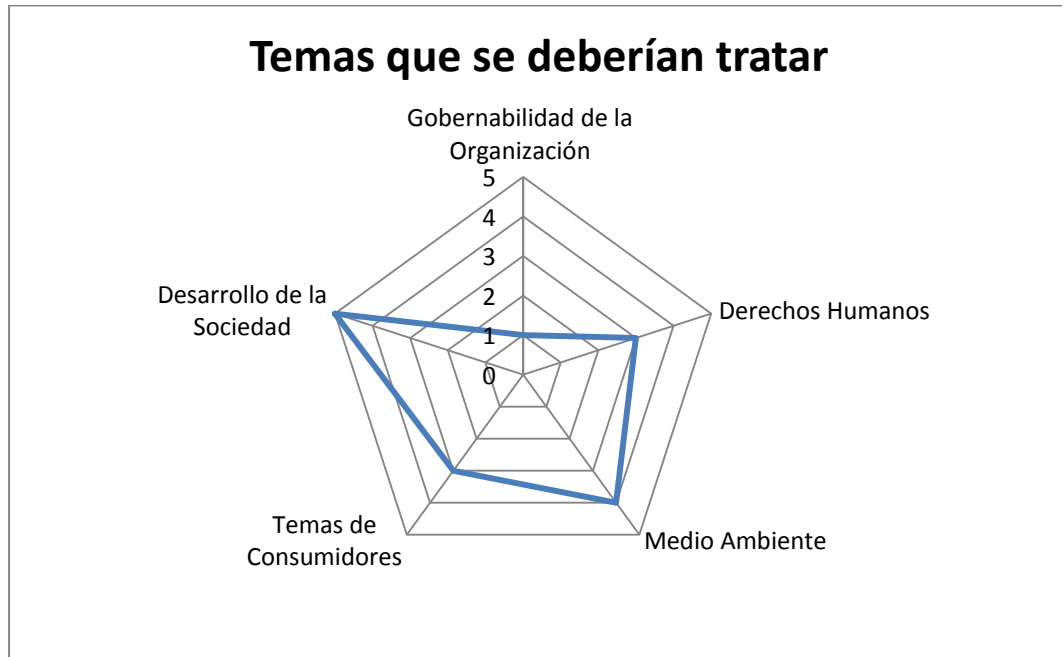 Temas que se deberían tratar
Gobernabilidad de la
Organización
5
4
3
2
1
0
Derechos Humanos
Medio Ambiente
Temas de
Consumidores
Desarrollo de la
Sociedad